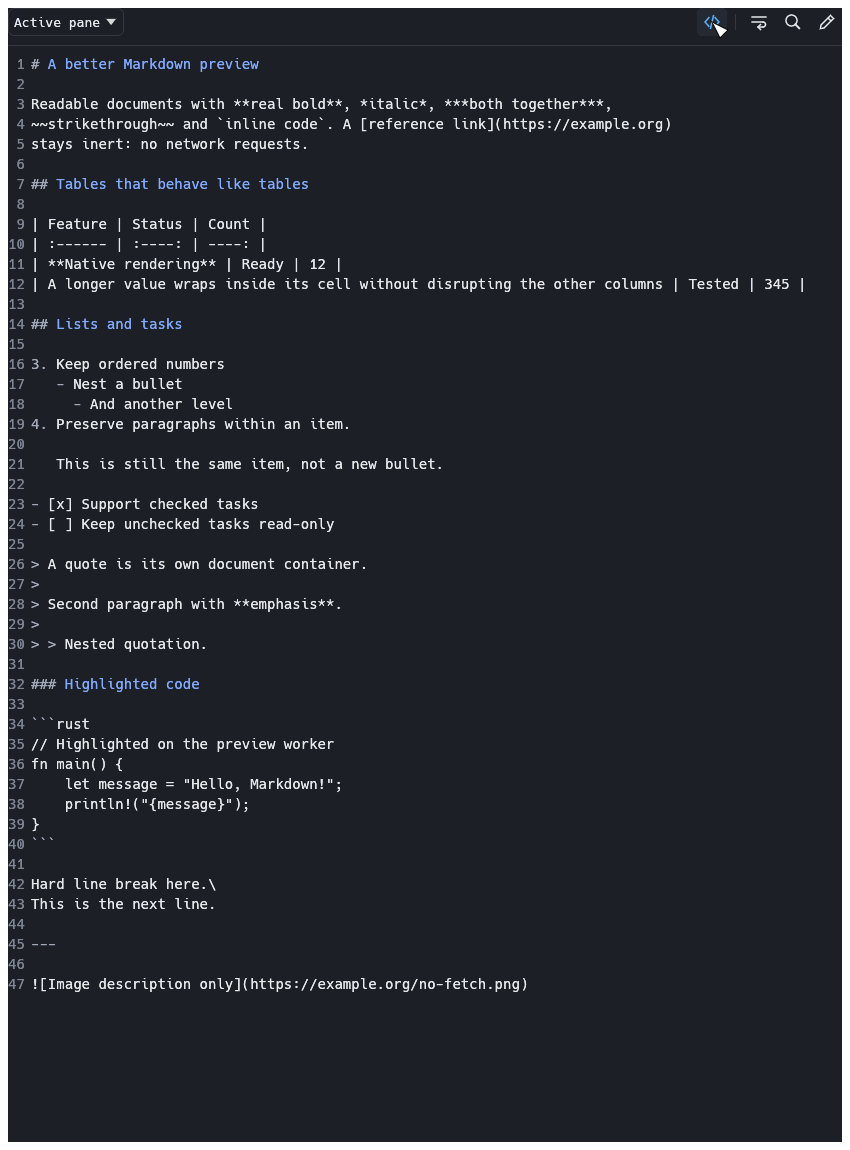 Active pane
1 # A better Markdown preview
2
3 Readable documents with **real bold**, *italic*, ***both together***,
4 ~~strikethrough~~ and `inline code`. A [reference link](https://example.org)
5 stays inert: no network requests.
6
7 ## Tables that behave like tables
8
9 | Feature | Status | Count |
10 | :------ | :----: | ----: |
11 | **Native rendering** | Ready | 12 |
12 | A longer value wraps inside its cell without disrupting the other columns | Tested | 345 |
13
14 ## Lists and tasks
15
16 3. Keep ordered numbers
17    - Nest a bullet
18      - And another level
19 4. Preserve paragraphs within an item.
20
21    This is still the same item, not a new bullet.
22
23 - [x] Support checked tasks
24 - [ ] Keep unchecked tasks read-only
25
26 > A quote is its own document container.
27 >
28 > Second paragraph with **emphasis**.
29 >
30 > > Nested quotation.
31
32 ### Highlighted code
33
34 ```rust
35 // Highlighted on the preview worker
36 fn main() {
37     let message = "Hello, Markdown!";
38     println!("{message}");
39 }
40 ```
41
42 Hard line break here.\
43 This is the next line.
44
45 ---
46
47 ![Image description only](https://example.org/no-fetch.png)